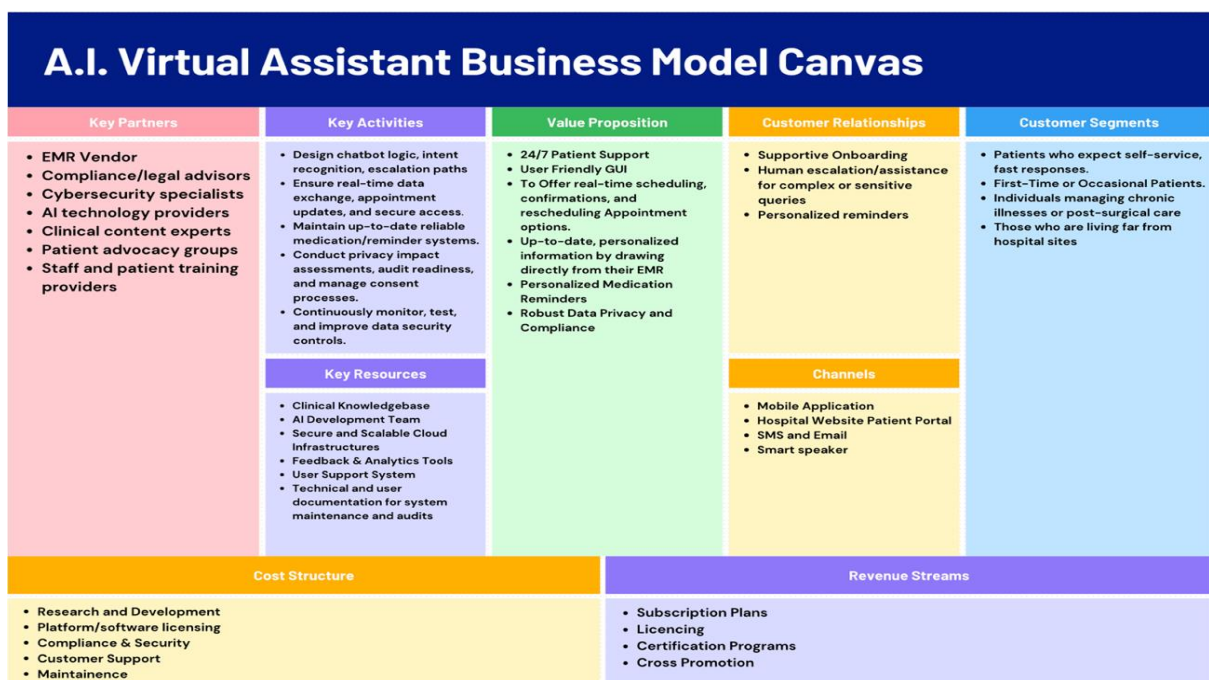 A.I. Virtual Assistant Business Model Canvas
Key Partners
• EMR Vendor
• Compliance/legal advisors
• Cybersecurity specialists
• AI technology providers
• Clinical content experts
• Patient advocacy groups
• Staff and patient training
providers
Key Activities
• Design chatbot logic, intent
recognition, escalation paths
• Ensure real-time data
exchange, appointment
updates, and secure access.
• Maintain up-to-date reliable
medication/reminder systems.
• Conduct privacy impact
assessments, audit readiness,
and manage consent
processes.
• Continuously monitor, test,
and improve data security
controls.
Key Resources
• Clinical Knowledgebase
• AI Development Team
• Secure and Scalable Cloud
Infrastructures
• Feedback & Analytics Tools
• User Support System
• Technical and user
documentation for system
maintenance and audits
Value Proposition
• 24/7 Patient Support
• User Friendly GUI
• To Offer real-time scheduling,
confirmations, and
rescheduling Appointment
options.
• Up-to-date, personalized
information by drawing
directly from their EMR
• Personalized Medication
Reminders
• Robust Data Privacy and
Compliance
Customer Relationships
• Supportive Onboarding
• Human escalation/assistance
for complex or sensitive
queries
• Personalized reminders
Channels
• Mobile Application
• Hospital Website Patient Portal
• SMS and Email
• Smart speaker
Customer Segments
• Patients who expect self-service,
fast responses.
• First-Time or Occasional Patients.
• Individuals managing chronic
illnesses or post-surgical care
• Those who are living far from
hospital sites
Cost Structure
• Research and Development
• Platform/software licensing
• Compliance & Security
• Customer Support
• Maintainence
Revenue Streams
• Subscription Plans
• Licencing
• Certification Programs
• Cross Promotion